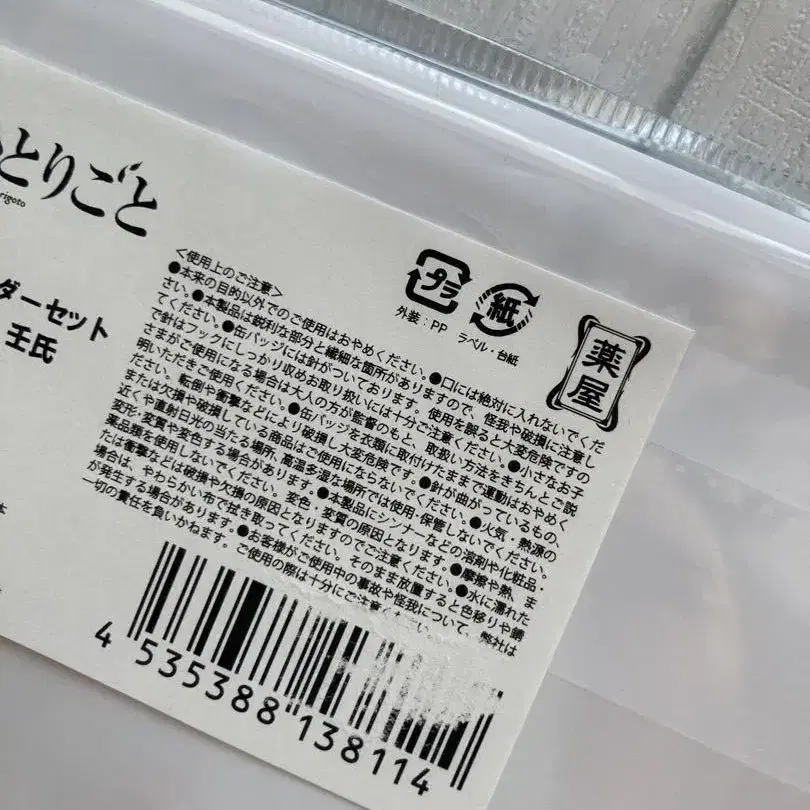 とりごと
rigoto
ダーセット
壬氏
プラ
外装：PP
紙
ラベル・台紙
薬屋
＜使用上のご注意＞
●本来の目的以外でのご使用はおやめください。●口には絶対に入れないでくだ
さい。●本製品は鋭利な部分と繊細な箇所がありますので、怪我や破損に注意し
てください。●缶バッジには針がついております。使用を誤ると大変危険ですの
で針はフックにしっかり収めお取り扱いには十分ご注意ください。●小さなお子
さまがご使用になる場合は大人の方が監督のもと、取扱い方法をきちんとご説
明いただきご使用ください。●缶バッジを衣類に取付けたままで運動はおやめく
ださい。転倒や衝撃などにより破損し大変危険です。●針が曲がっているもの、
または欠損や破損している商品はご使用にならないでください。●火気・熱源の
近くや直射日光の当たる場所、高温多湿な場所では使用・保管しないでください。
変形・変質や変色する場合があります。●本製品にシンナーなどの溶剤や化粧品・
薬品類を使用しないでください。変色・変質の原因となります。●摩擦や熱、ま
たは衝撃などは破損や欠損の原因となりますのでご注意ください。●水に濡れた
場合は、やわらかい布で拭き取ってください。そのまま放置すると色移りや錆
が発生する場合があります。●お客様がご使用中の事故や怪我について、弊社は
一切の責任を負いかねます。ご使用の際は十分にご注意ください。
4 535388 138114